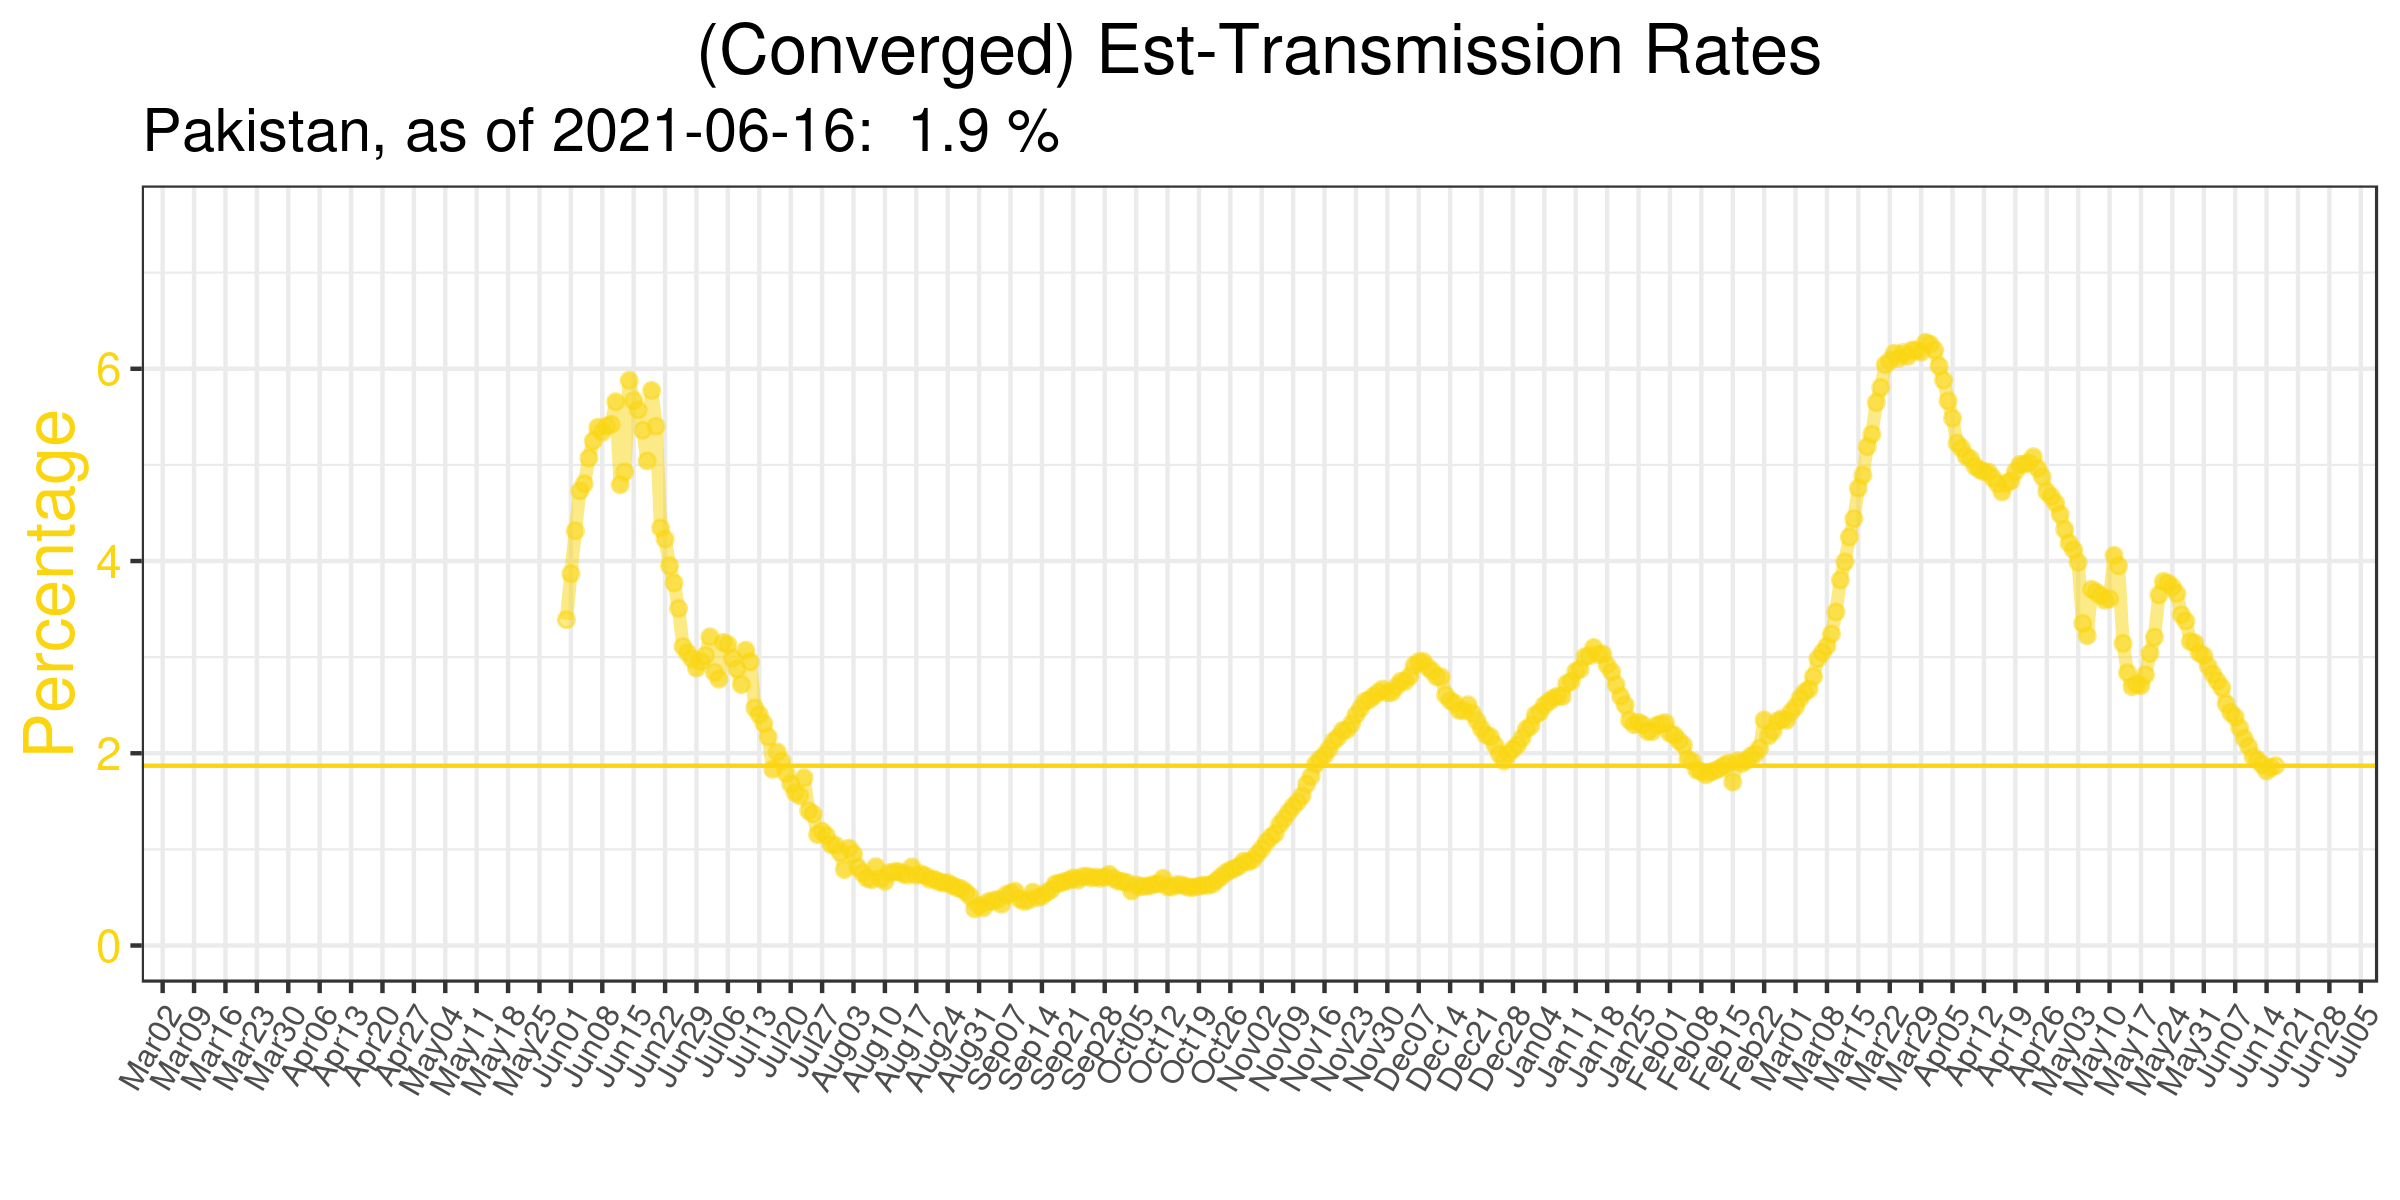 (Converged) Est-Transmission Rates
Pakistan, as of 2021-06-16:  1.9 %
Percentage
6
4
2
0
Mar02
Mar09
Mar16
Mar23
Mar30
Apr06
Apr13
Apr20
Apr27
May04
May11
May18
May25
Jun01
Jun08
Jun15
Jun22
Jun29
Jul06
Jul13
Jul20
Jul27
Aug03
Aug10
Aug17
Aug24
Aug31
Sep07
Sep14
Sep21
Sep28
Oct05
Oct12
Oct19
Oct26
Nov02
Nov09
Nov16
Nov23
Nov30
Dec07
Dec14
Dec21
Dec28
Jan04
Jan11
Jan18
Jan25
Feb01
Feb08
Feb15
Feb22
Mar01
Mar08
Mar15
Mar22
Mar29
Apr05
Apr12
Apr19
Apr26
May03
May10
May17
May24
May31
Jun07
Jun14
Jun21
Jun28
Jul05